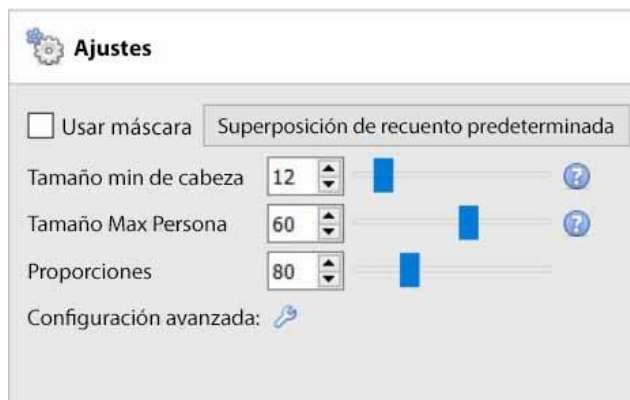 Ajustes
Usar máscara Superposición de recuento predeterminada
Tamaño min de cabeza 12 ?
Tamaño Max Persona 60 ?
Proporciones 80
Configuración avanzada: